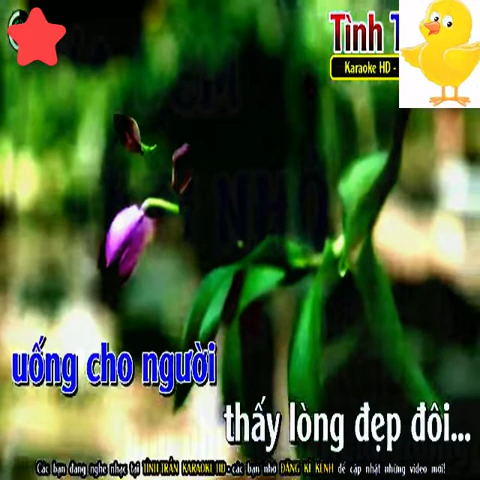 Tình T
Karaoke HD -
uống cho người
thấy lòng đẹp đôi...
Các bạn đang nghe nhạc tại TÌNH TRẦN KARAOKE HD - các bạn nhớ ĐĂNG KÍ KÊNH để cập nhật những video mới!